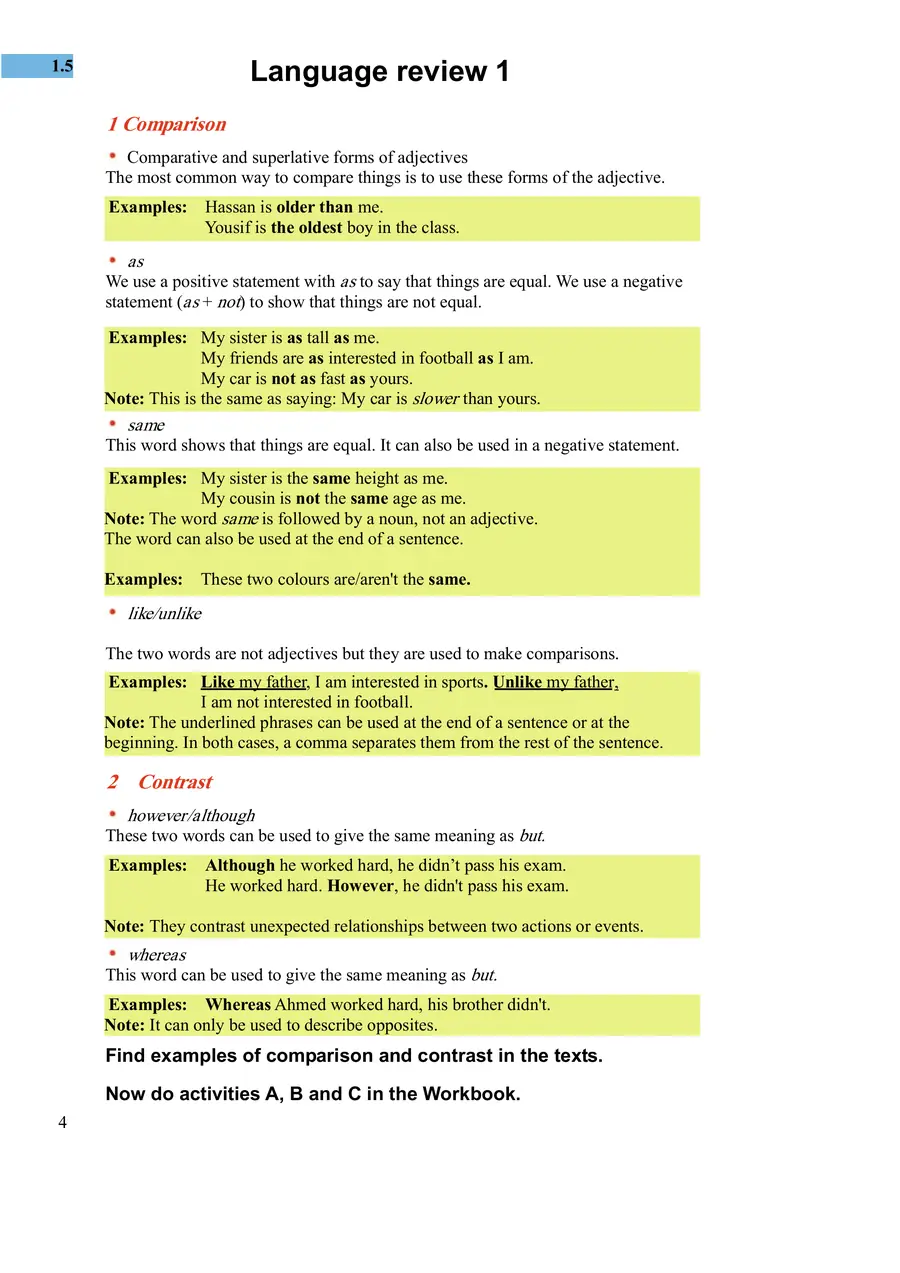 1.5
Language review 1
1 Comparison
• Comparative and superlative forms of adjectives
The most common way to compare things is to use these forms of the adjective.
Examples: Hassan is older than me.
Yousif is the oldest boy in the class.
• as
We use a positive statement with as to say that things are equal. We use a negative
statement (as + not) to show that things are not equal.
Examples: My sister is as tall as me.
My friends are as interested in football as I am.
My car is not as fast as yours.
Note: This is the same as saying: My car is slower than yours.
• same
This word shows that things are equal. It can also be used in a negative statement.
Examples: My sister is the same height as me.
My cousin is not the same age as me.
Note: The word same is followed by a noun, not an adjective.
The word can also be used at the end of a sentence.
Examples: These two colours are/aren't the same.
• like/unlike
The two words are not adjectives but they are used to make comparisons.
Examples: Like my father, I am interested in sports. Unlike my father,
I am not interested in football.
Note: The underlined phrases can be used at the end of a sentence or at the
beginning. In both cases, a comma separates them from the rest of the sentence.
2 Contrast
• however/although
These two words can be used to give the same meaning as but.
Examples: Although he worked hard, he didn’t pass his exam.
He worked hard. However, he didn't pass his exam.
Note: They contrast unexpected relationships between two actions or events.
• whereas
This word can be used to give the same meaning as but.
Examples: Whereas Ahmed worked hard, his brother didn't.
Note: It can only be used to describe opposites.
Find examples of comparison and contrast in the texts.
Now do activities A, B and C in the Workbook.
4